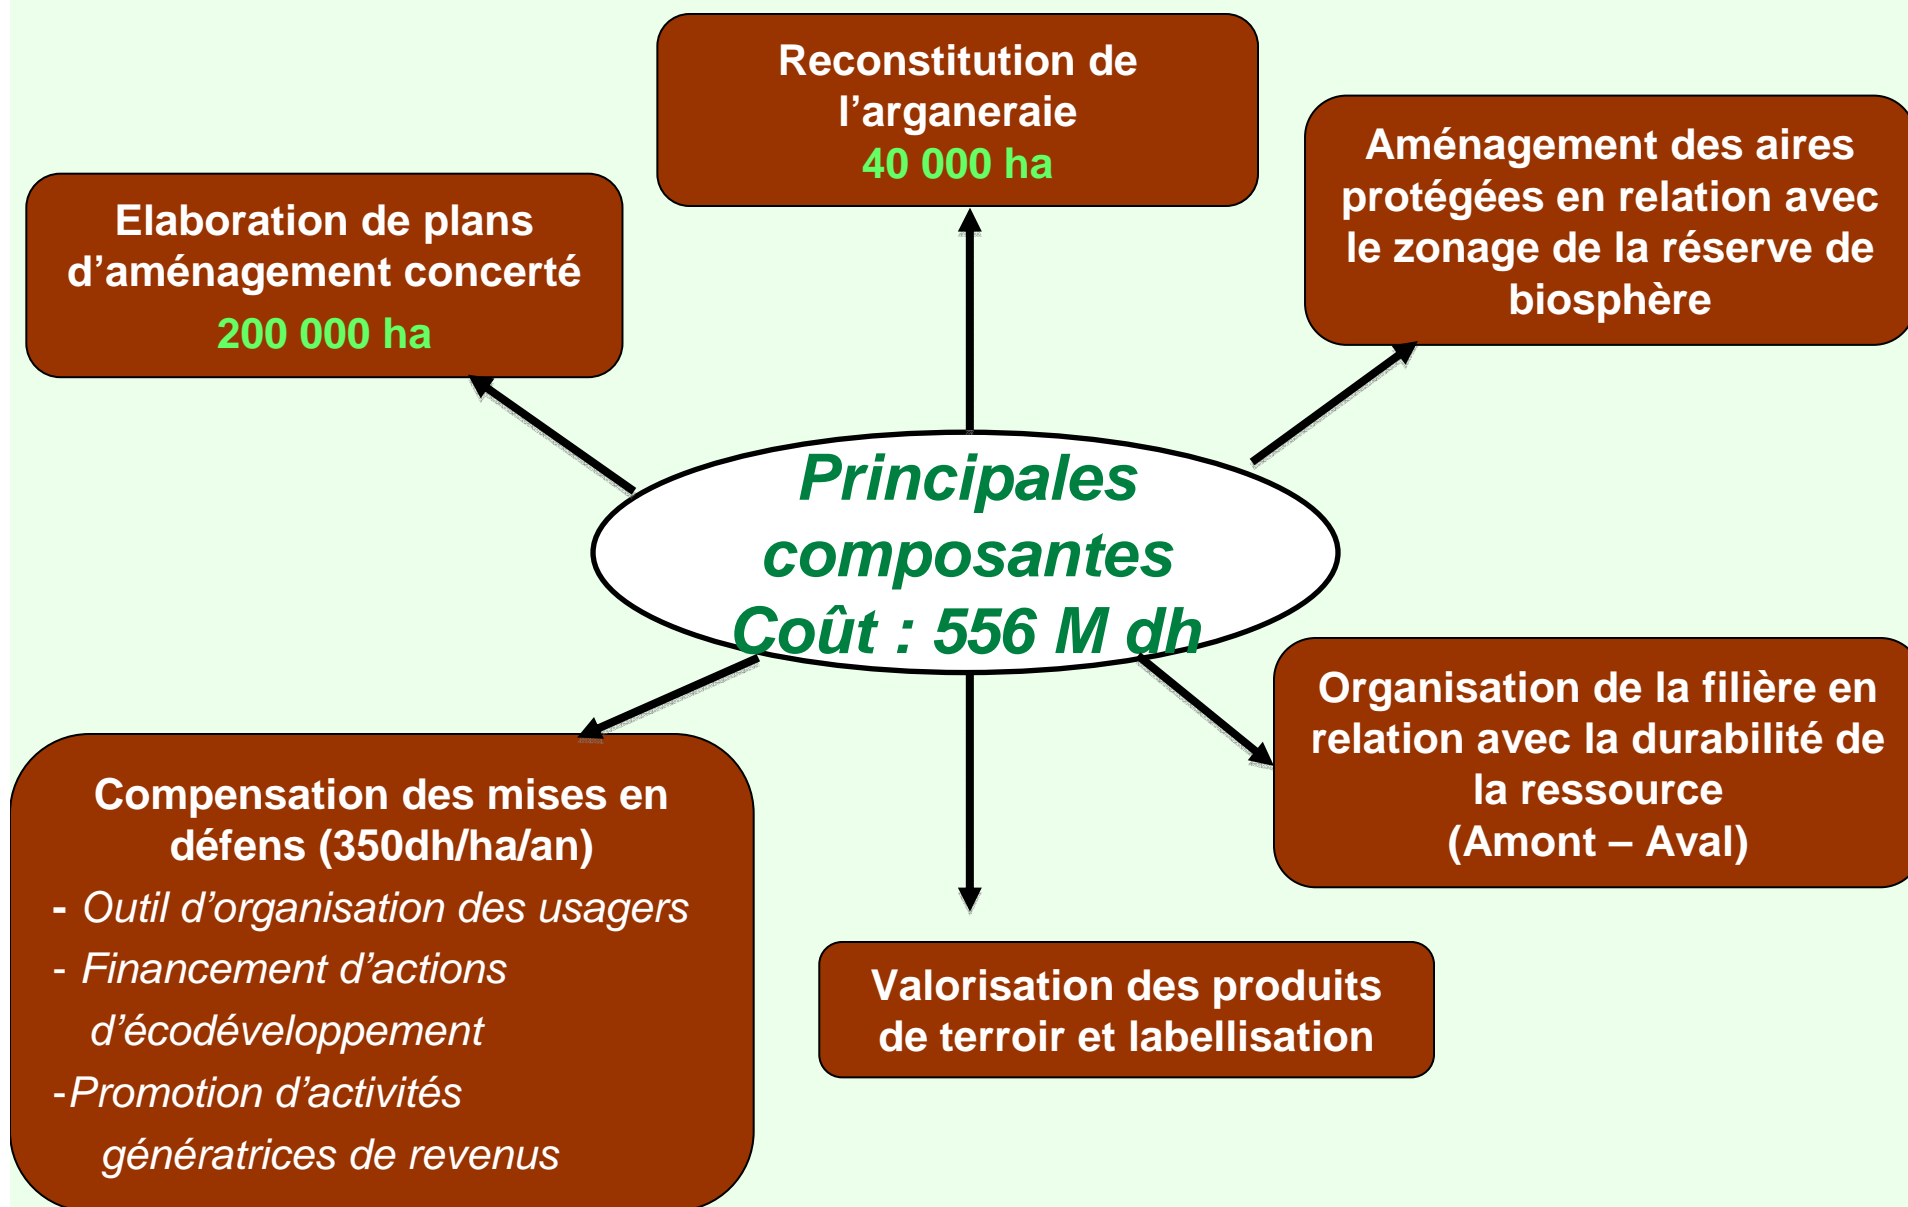 Reconstitution de
l’arganeraie
40 000 ha
Elaboration de plans
d’aménagement concerté
200 000 ha
Aménagement des aires
protégées en relation avec
le zonage de la réserve de
biosphère
Principales
composantes
Coût : 556 M dh
Compensation des mises en
défens (350dh/ha/an)
- Outil d’organisation des usagers
- Financement d’actions
d’écodéveloppement
-Promotion d’activités
génératrices de revenus
Valorisation des produits
de terroir et labellisation
Organisation de la filière en
relation avec la durabilité de
la ressource
(Amont – Aval)